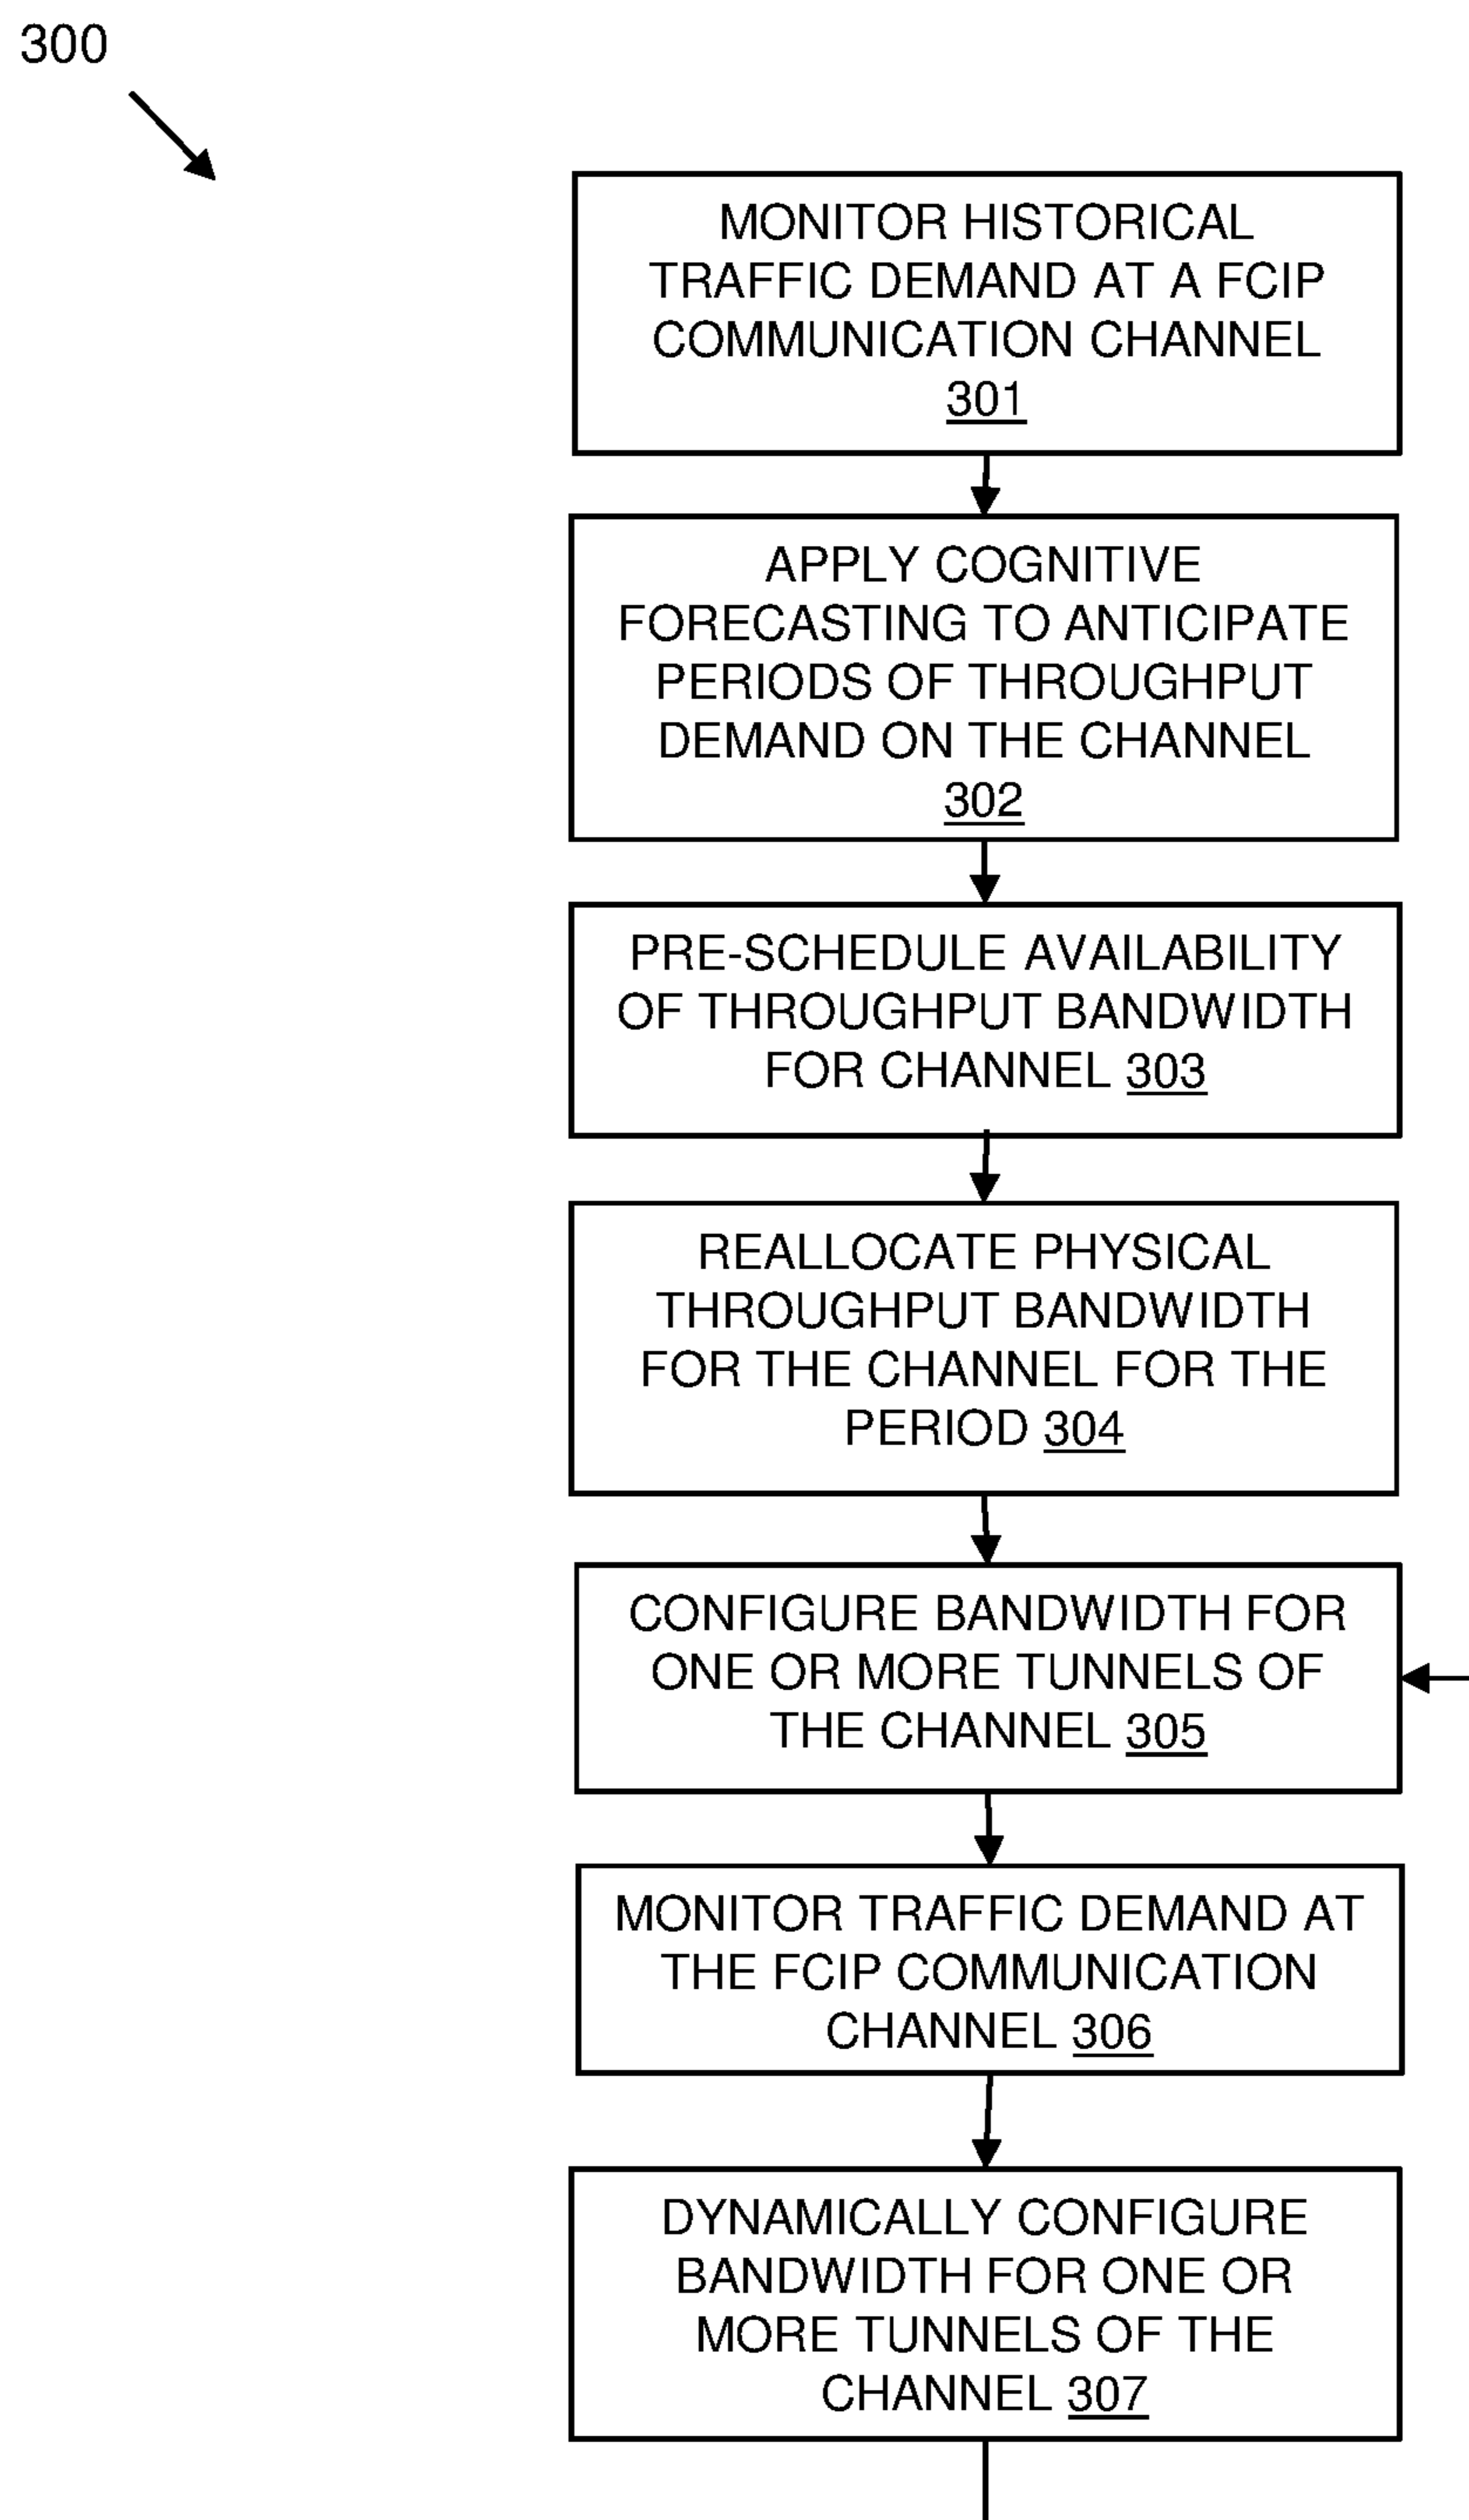 300
MONITOR HISTORICAL
TRAFFIC DEMAND AT A FCIP
COMMUNICATION CHANNEL
301
APPLY COGNITIVE
FORECASTING TO ANTICIPATE
PERIODS OF THROUGHPUT
DEMAND ON THE CHANNEL
302
PRE-SCHEDULE AVAILABILITY
OF THROUGHPUT BANDWIDTH
FOR CHANNEL 303
REALLOCATE PHYSICAL
THROUGHPUT BANDWIDTH
FOR THE CHANNEL FOR THE
PERIOD 304
CONFIGURE BANDWIDTH FOR
ONE OR MORE TUNNELS OF
THE CHANNEL 305
MONITOR TRAFFIC DEMAND AT
THE FCIP COMMUNICATION
CHANNEL 306
DYNAMICALLY CONFIGURE
BANDWIDTH FOR ONE OR
MORE TUNNELS OF THE
CHANNEL 307